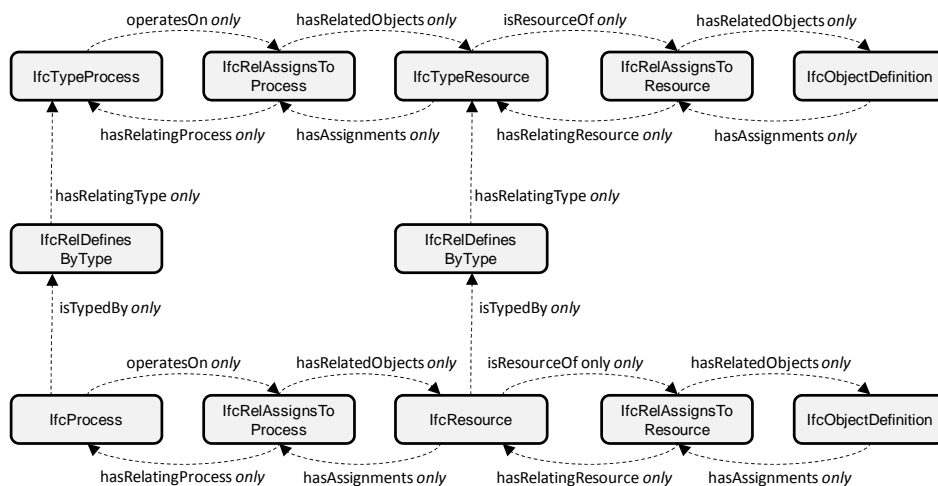 operatesOn only
hasRelatedObjects only
isResourceOf only
hasRelatedObjects only
IfcTypeProcess
IfcRelAssignsTo
Process
IfcTypeResource
IfcRelAssignsTo
Resource
IfcObjectDefinition
hasRelatingProcess only
hasAssignments only
hasRelatingResource only
hasAssignments only
hasRelatingType only
hasRelatingType only
IfcRelDefines
ByType
IfcRelDefines
ByType
isTypedBy only
isTypedBy only
operatesOn only
hasRelatedObjects only
isResourceOf only only
hasRelatedObjects only
IfcProcess
IfcRelAssignsTo
Process
IfcResource
IfcRelAssignsTo
Resource
IfcObjectDefinition
hasRelatingProcess only
hasAssignments only
hasRelatingResource only
hasAssignments only